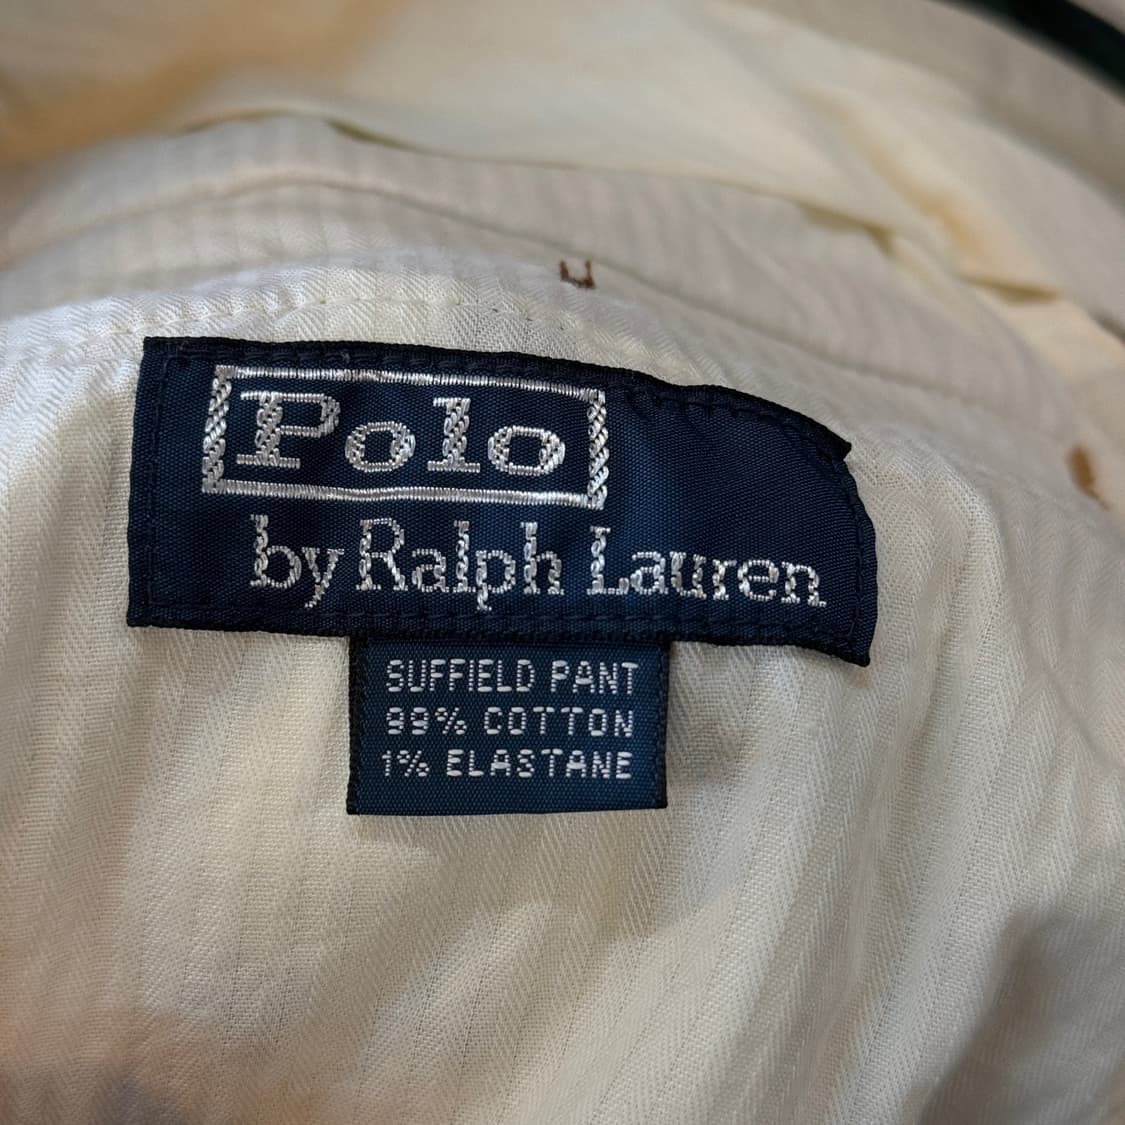 Polo
by Ralph Lauren
SUFFIELD PANT
99% COTTON
1% ELASTANE